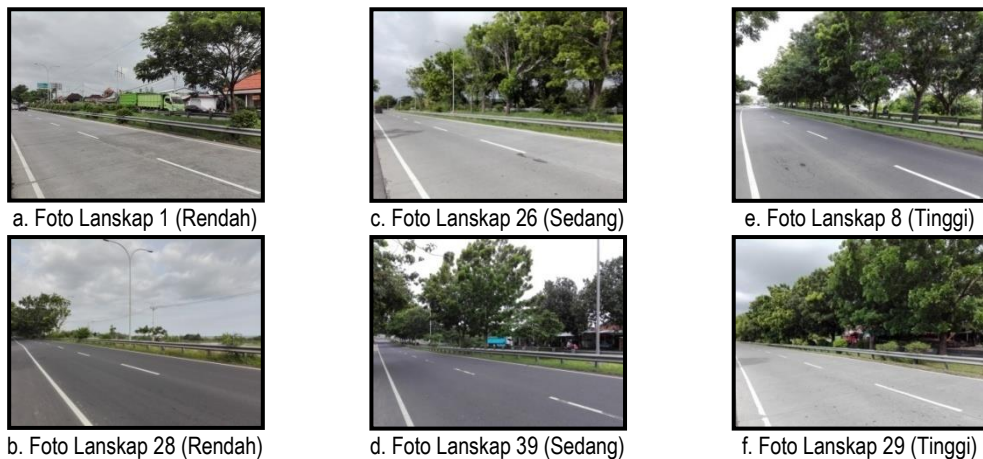 a. Foto Lanskap 1 (Rendah)
c. Foto Lanskap 26 (Sedang)
e. Foto Lanskap 8 (Tinggi)
b. Foto Lanskap 28 (Rendah)
d. Foto Lanskap 39 (Sedang)
f. Foto Lanskap 29 (Tinggi)